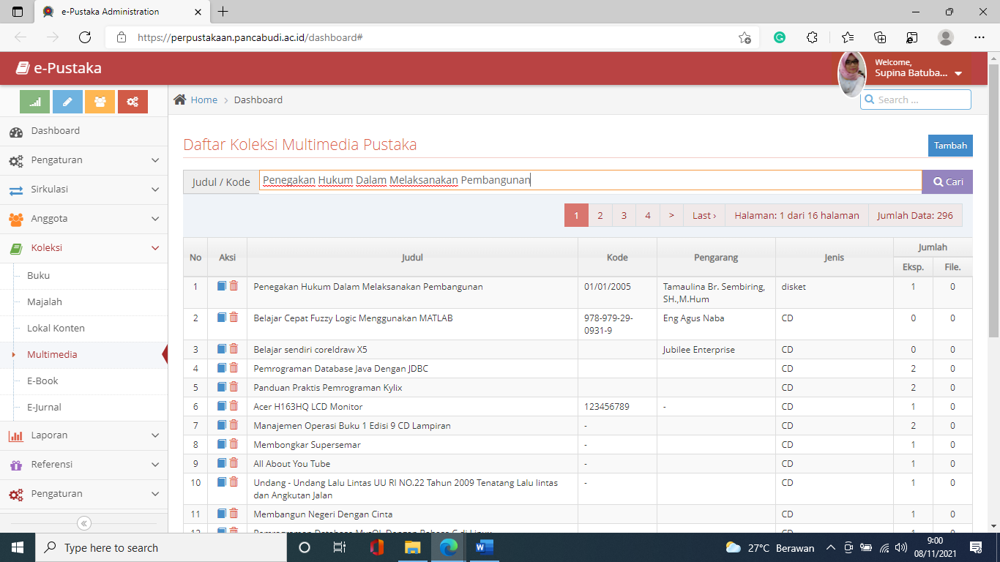 e-Pustaka Administration
https://perpustakaan.pancabudi.ac.id/dashboard#
e-Pustaka
Welcome,
Supina Batuba...
Home > Dashboard
Search ...
Dashboard
Pengaturan
Sirkulasi
Anggota
Koleksi
Buku
Majalah
Lokal Konten
Multimedia
E-Book
E-Jurnal
Laporan
Referensi
Pengaturan
Daftar Koleksi Multimedia Pustaka
Tambah
Judul / Kode Penegakan Hukum Dalam Melaksanakan Pembangunan Cari
1 2 3 4 > Last › Halaman: 1 dari 16 halaman Jumlah Data: 296
No Aksi Judul Kode Pengarang Jenis Jumlah
Eksp. File.
1 Penegakan Hukum Dalam Melaksanakan Pembangunan 01/01/2005 Tamaulina Br. Sembiring, disket 1 0
SH.,M.Hum
2 Belajar Cepat Fuzzy Logic Menggunakan MATLAB 978-979-29- Eng Agus Naba CD 0 0
0931-9
3 Belajar sendiri coreldraw X5 Jubilee Enterprise CD 0 0
4 Pemrograman Database Java Dengan JDBC CD 2 0
5 Panduan Praktis Pemrograman Kylix CD 2 0
6 Acer H163HQ LCD Monitor 123456789 - CD 1 0
7 Manajemen Operasi Buku 1 Edisi 9 CD Lampiran - CD 2 0
8 Membongkar Supersemar - CD 1 0
9 All About You Tube - CD 1 0
10 Undang - Undang Lalu Lintas UU RI NO.22 Tahun 2009 Tenatang Lalu lintas - CD 1 0
dan Angkutan Jalan
11 Membangun Negeri Dengan Cinta CD 1 0
Type here to search
27°C Berawan
9:00
08/11/2021